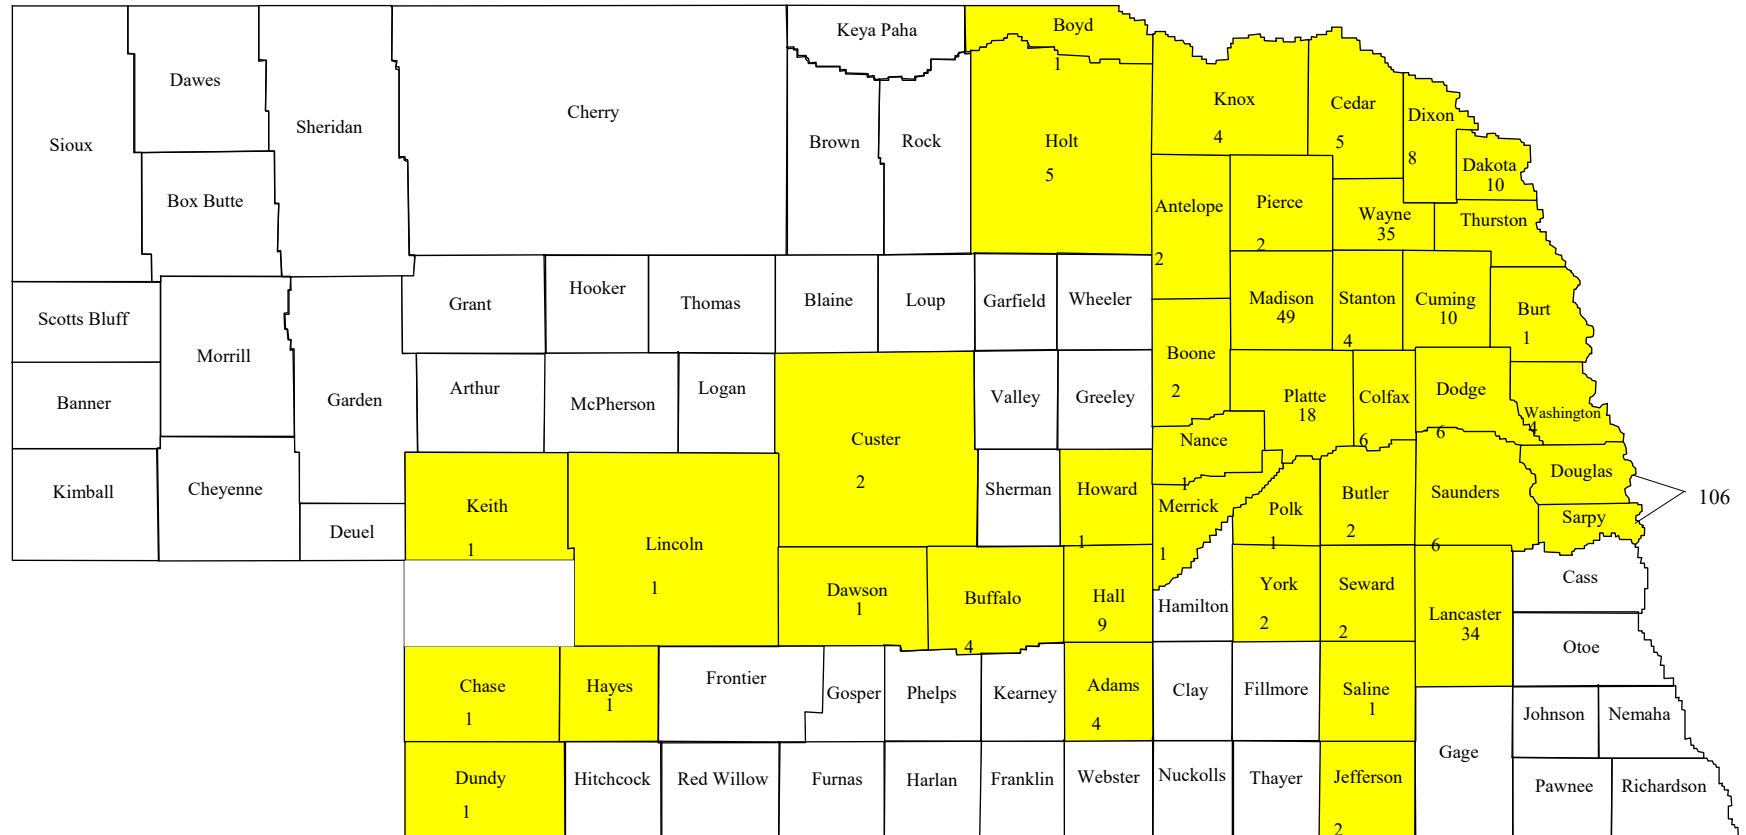 Boyd
1
Keya Paha
Dawes
Sioux
Sheridan
Cherry
Brown
Rock
Holt
5
Knox
4
Cedar
5
Dixon
8
Dakota
10
Box Butte
Antelope
2
Pierce
2
Wayne
35
Thurston
Scotts Bluff
Morrill
Grant
Hooker
Thomas
Blaine
Loup
Garfield
Wheeler
Madison
49
Stanton
4
Cuming
10
Burt
1
Banner
Garden
Arthur
McPherson
Logan
Custer
2
Valley
Greeley
Boone
2
Platte
18
Colfax
6
Dodge
6
Washington
4
Nance
1
Kimball
Cheyenne
Deuel
Keith
1
Lincoln
1
Sherman
Howard
1
Merrick
1
Polk
1
Butler
2
Saunders
6
Douglas
Sarpy
106
Dawson
1
Buffalo
4
Hall
9
Hamilton
York
2
Seward
2
Lancaster
34
Cass
Otoe
Chase
1
Hayes
1
Frontier
Gosper
Phelps
Kearney
Adams
4
Clay
Fillmore
Saline
1
Johnson
Nemaha
Gage
Dundy
1
Hitchcock
Red Willow
Furnas
Harlan
Franklin
Webster
Nuckolls
Thayer
Jefferson
2
Pawnee
Richardson